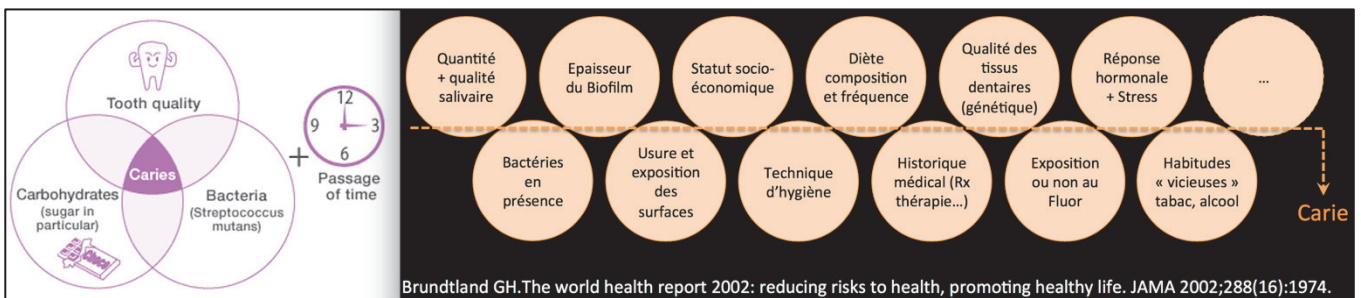 Tooth quality
Caries
Carbohydrates
(sugar in
particular)
Choco
Bacteria
(Streptococcus
mutans)
+
12
9
3
6
Passage
of time
Quantité
+ qualité
salivaire
Epaisseur
du Biofilm
Statut socio-
économique
Diète
composition
et fréquence
Qualité des
tissus
dentaires
(génétique)
Réponse
hormonale
+ Stress
...
Bactéries
en
présence
Usure et
exposition
des
surfaces
Technique
d'hygiène
Historique
médical (Rx
thérapie...)
Exposition
ou non au
Fluor
Habitudes
« vicieuses »
tabac, alcool
Carie
Brundtland GH.The world health report 2002: reducing risks to health, promoting healthy life. JAMA 2002;288(16):1974.